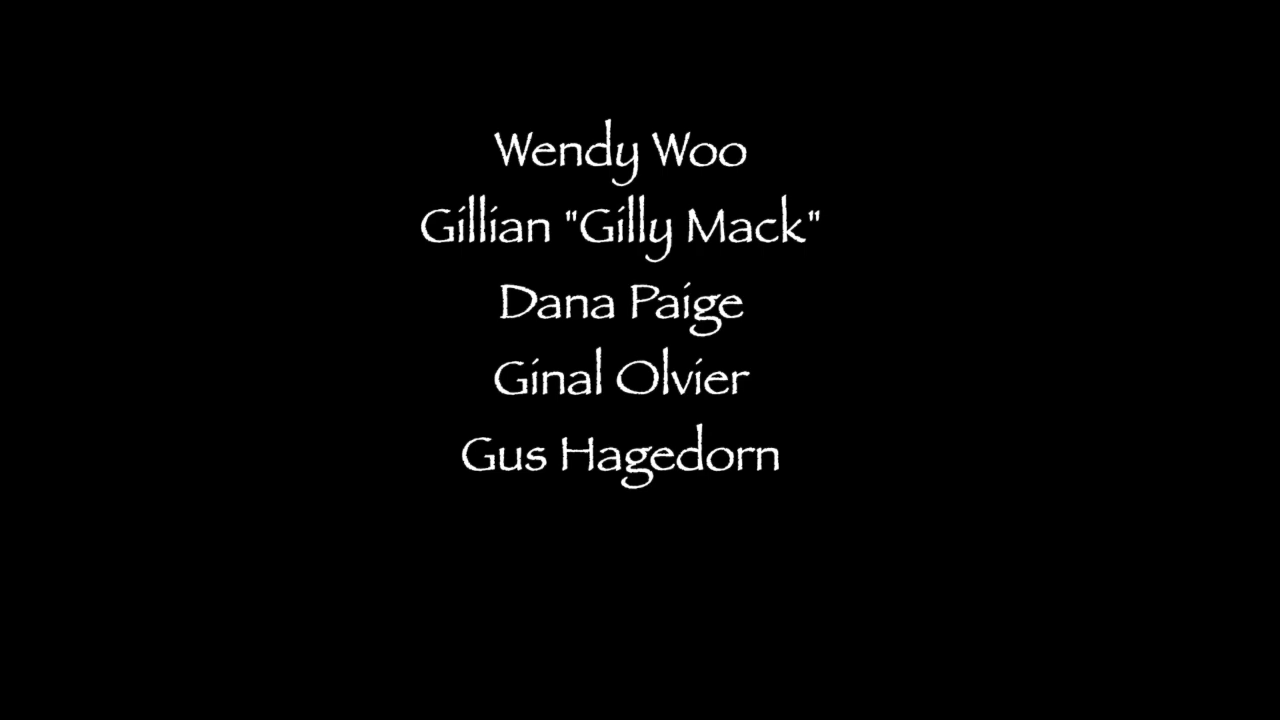 Wendy Woo
Gillian "Gilly Mack"
Dana Paige
Ginal Olvier
Gus Hagedorn